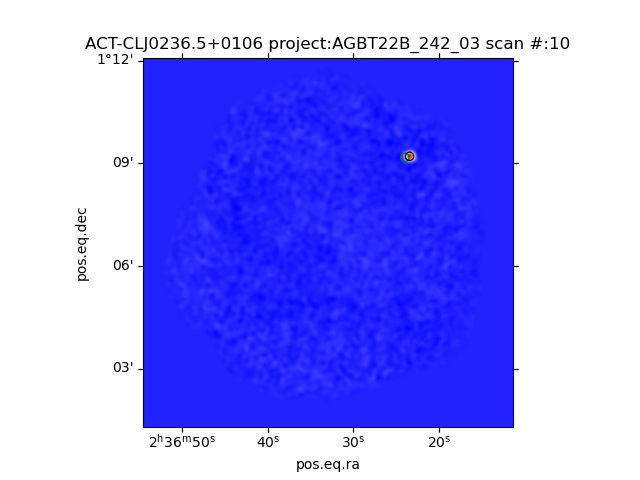 ACT-CLJ0236.5+0106 project:AGBT22B_242_03 scan #:10
1°12'
09'
06'
03'
pos.eq.dec
2ʰ36ᵐ50ˢ 40ˢ 30ˢ 20ˢ
pos.eq.ra